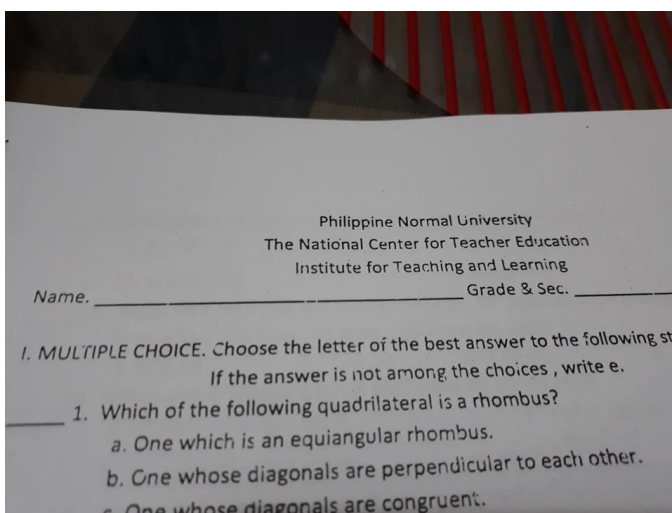 Philippine Normal University
The National Center for Teacher Education
Institute for Teaching and Learning
Name. ____________________ Grade & Sec. ________
I. MULTIPLE CHOICE. Choose the letter of the best answer to the following
If the answer is not among the choices , write e.
_____ 1. Which of the following quadrilateral is a rhombus?
a. One which is an equiangular rhombus.
b. One whose diagonals are perpendicular to each other.
c. One whose diagonals are congruent.